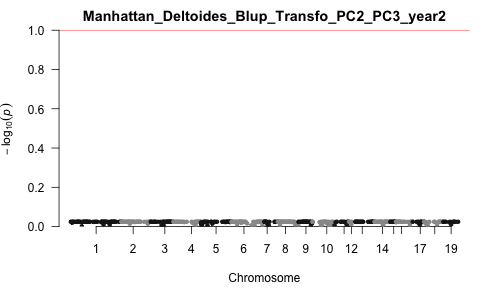 Manhattan_Deltoides_Blup_Transfo_PC2_PC3_year2
1.0
0.8
0.6
0.4
0.2
0.0
− log10(p)
1 2 3 4 5 6 7 8 9 10 12 14 17 19
Chromosome